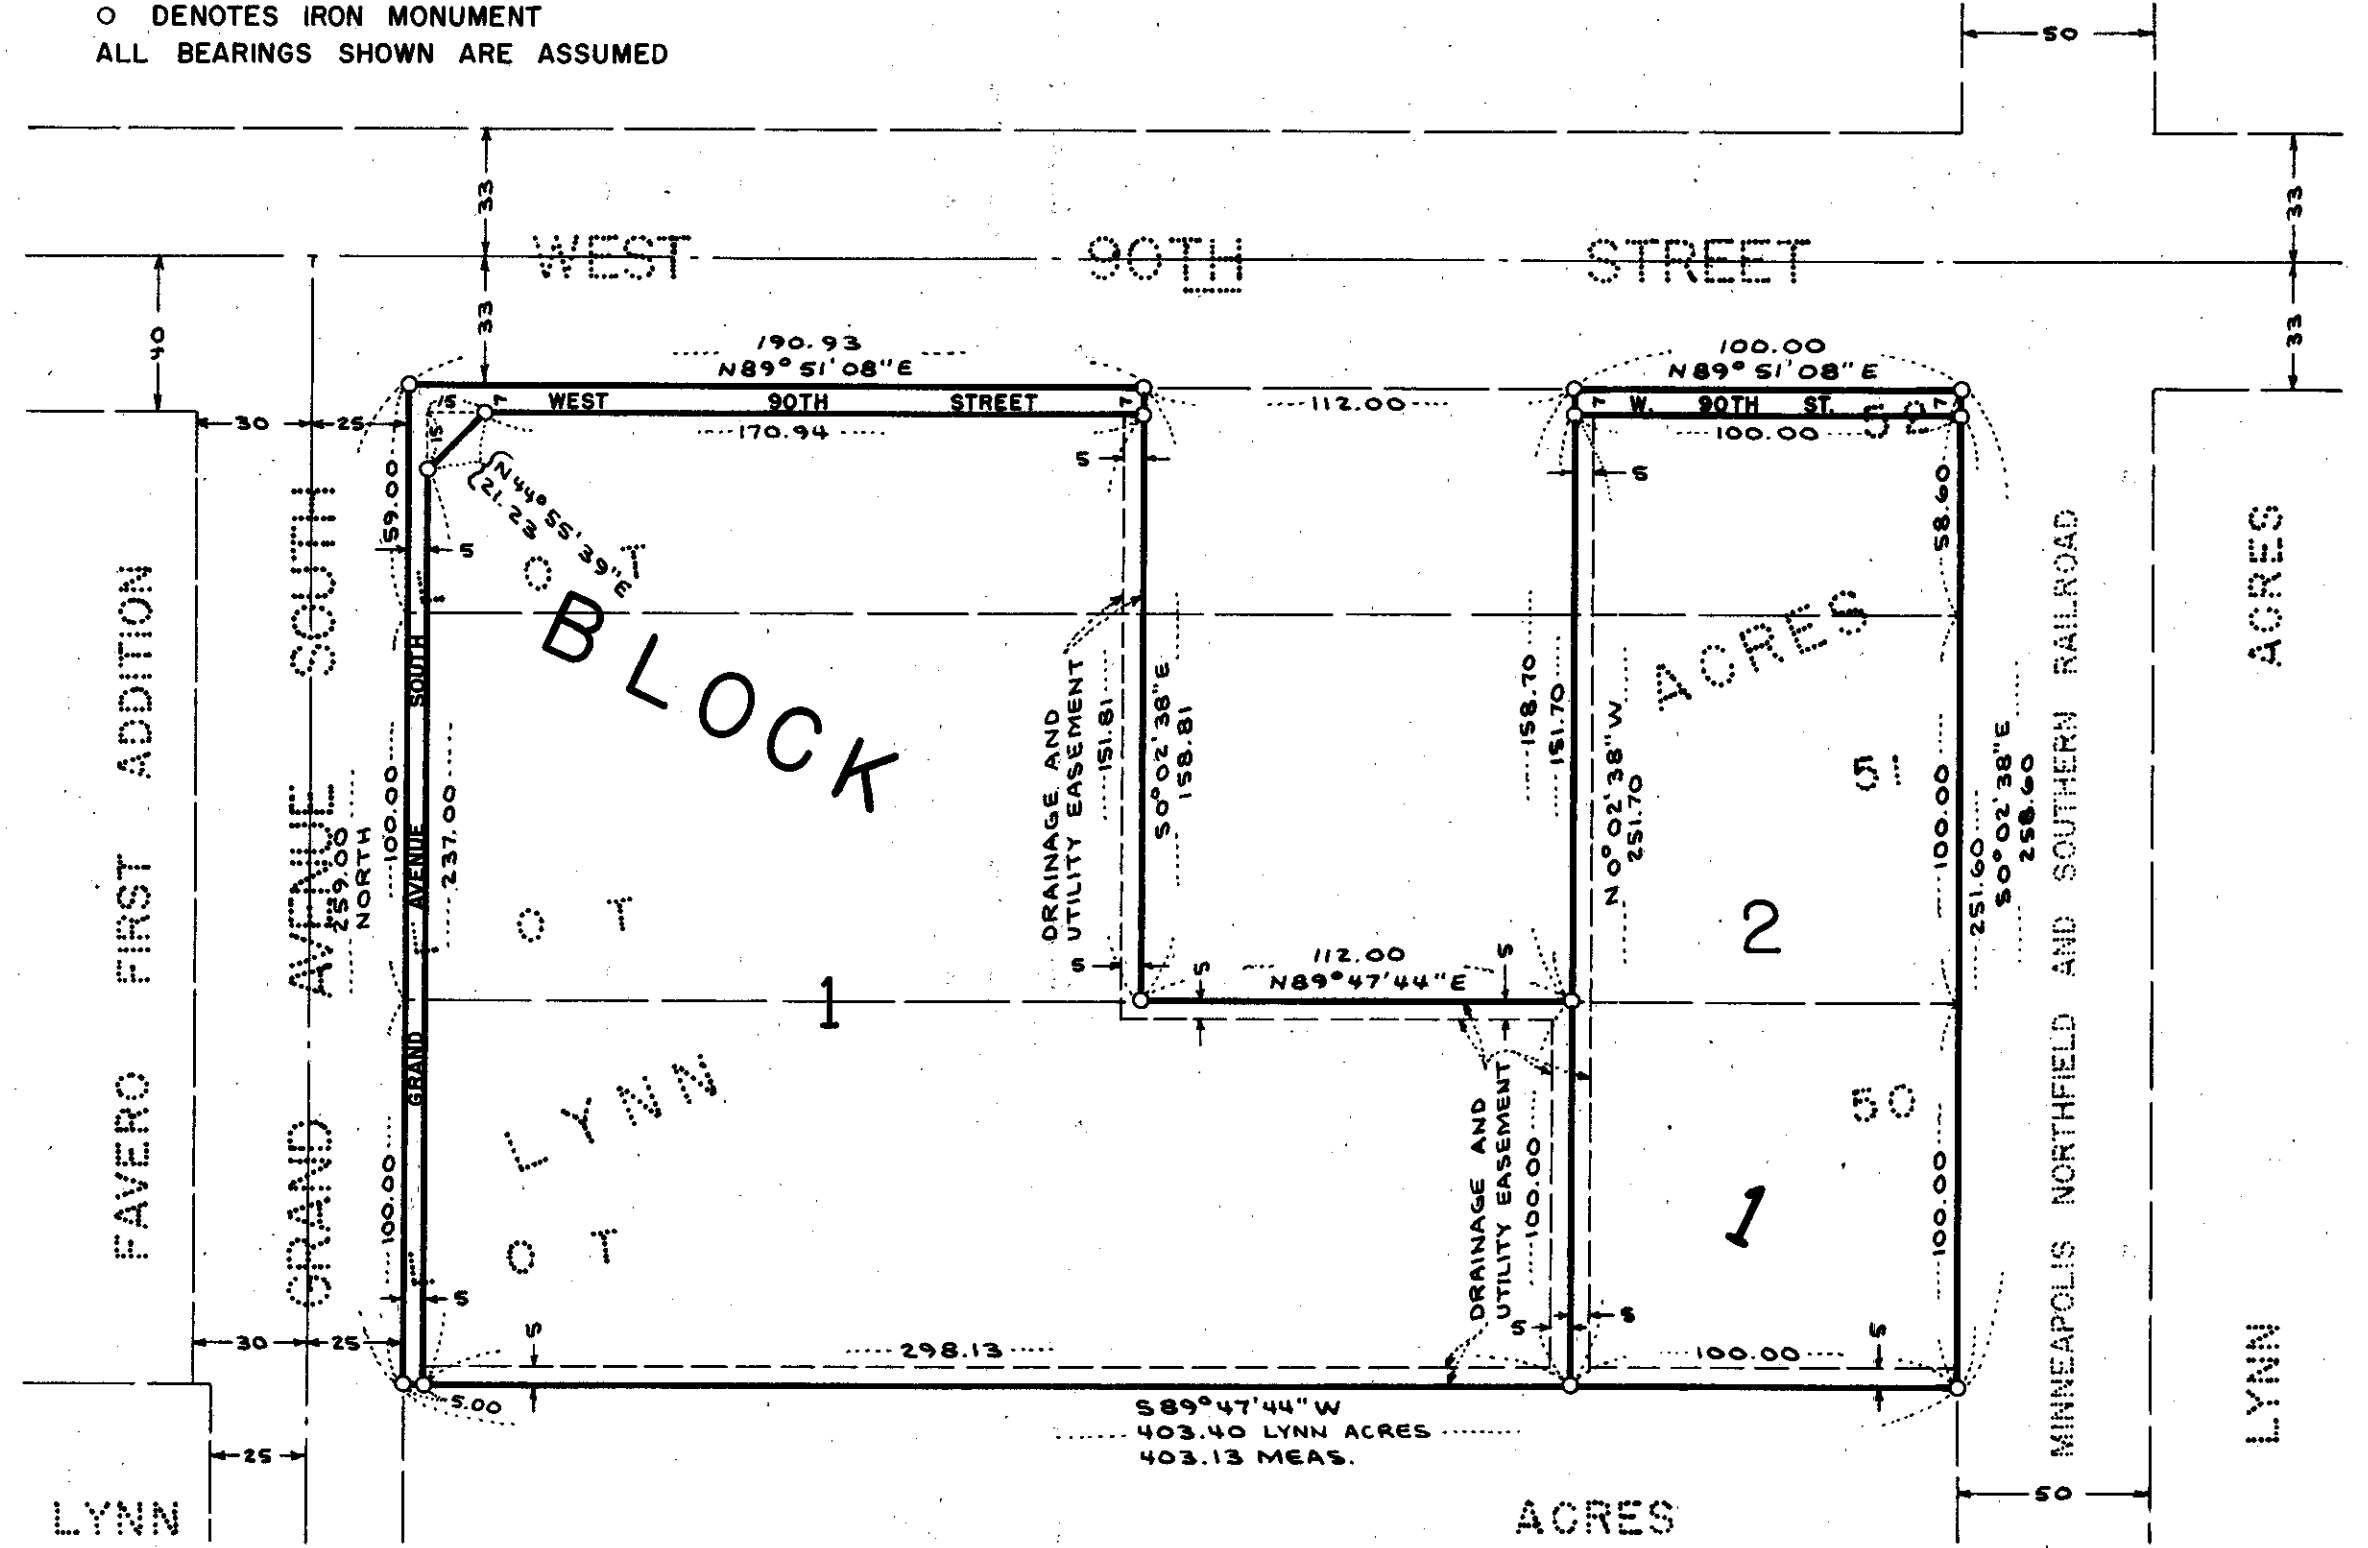 O DENOTES IRON MONUMENT
ALL BEARINGS SHOWN ARE ASSUMED
50
33
33
WEST 90TH STREET
33
33
40
190.93
N89°51'08"E
100.00
N89°51'08"E
15
7
WEST 90TH STREET
7
112.00
7
W. 90TH ST.
7
52
30
25
15
170.94
100.00
5
5
59.00
N44°55'39"E
21.23
5
58.60
O T
BLOCK
FAVERO FIRST ADDITION
GRAND AVENUE SOUTH
259.00
NORTH
100.00
GRAND AVENUE SOUTH
237.00
DRAINAGE AND
UTILITY EASEMENT
151.81
S0°02'38"E
158.81
158.70
151.70
N0°02'38"W
251.70
ACRES
51
100.00
251.60
S0°02'38"E
258.60
MINNEAPOLIS NORTHFIELD AND SOUTHERN RAILROAD
ACRES
O T
1
2
5
5
112.00
N89°47'44"E
5
LYNN
50
100.00
O T
DRAINAGE AND
UTILITY EASEMENT
100.00
1
100.00
5
30
25
5
298.13
5
5
100.00
5
5.00
S89°47'44"W
403.40 LYNN ACRES
403.13 MEAS.
25
50
LYNN
LYNN
ACRES